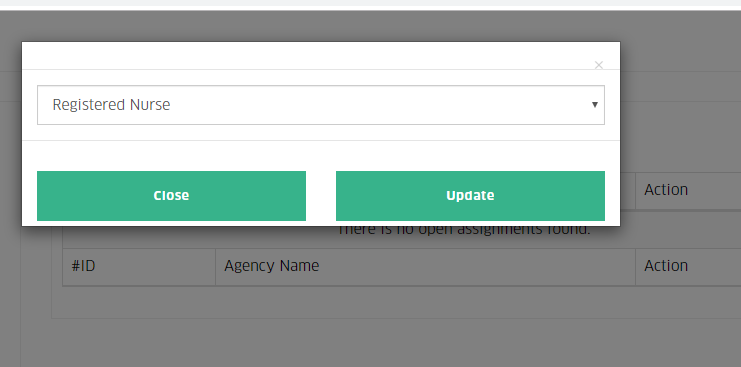 ×
Registered Nurse
Close
Update
Action
There is no open assignments found.
#ID
Agency Name
Action